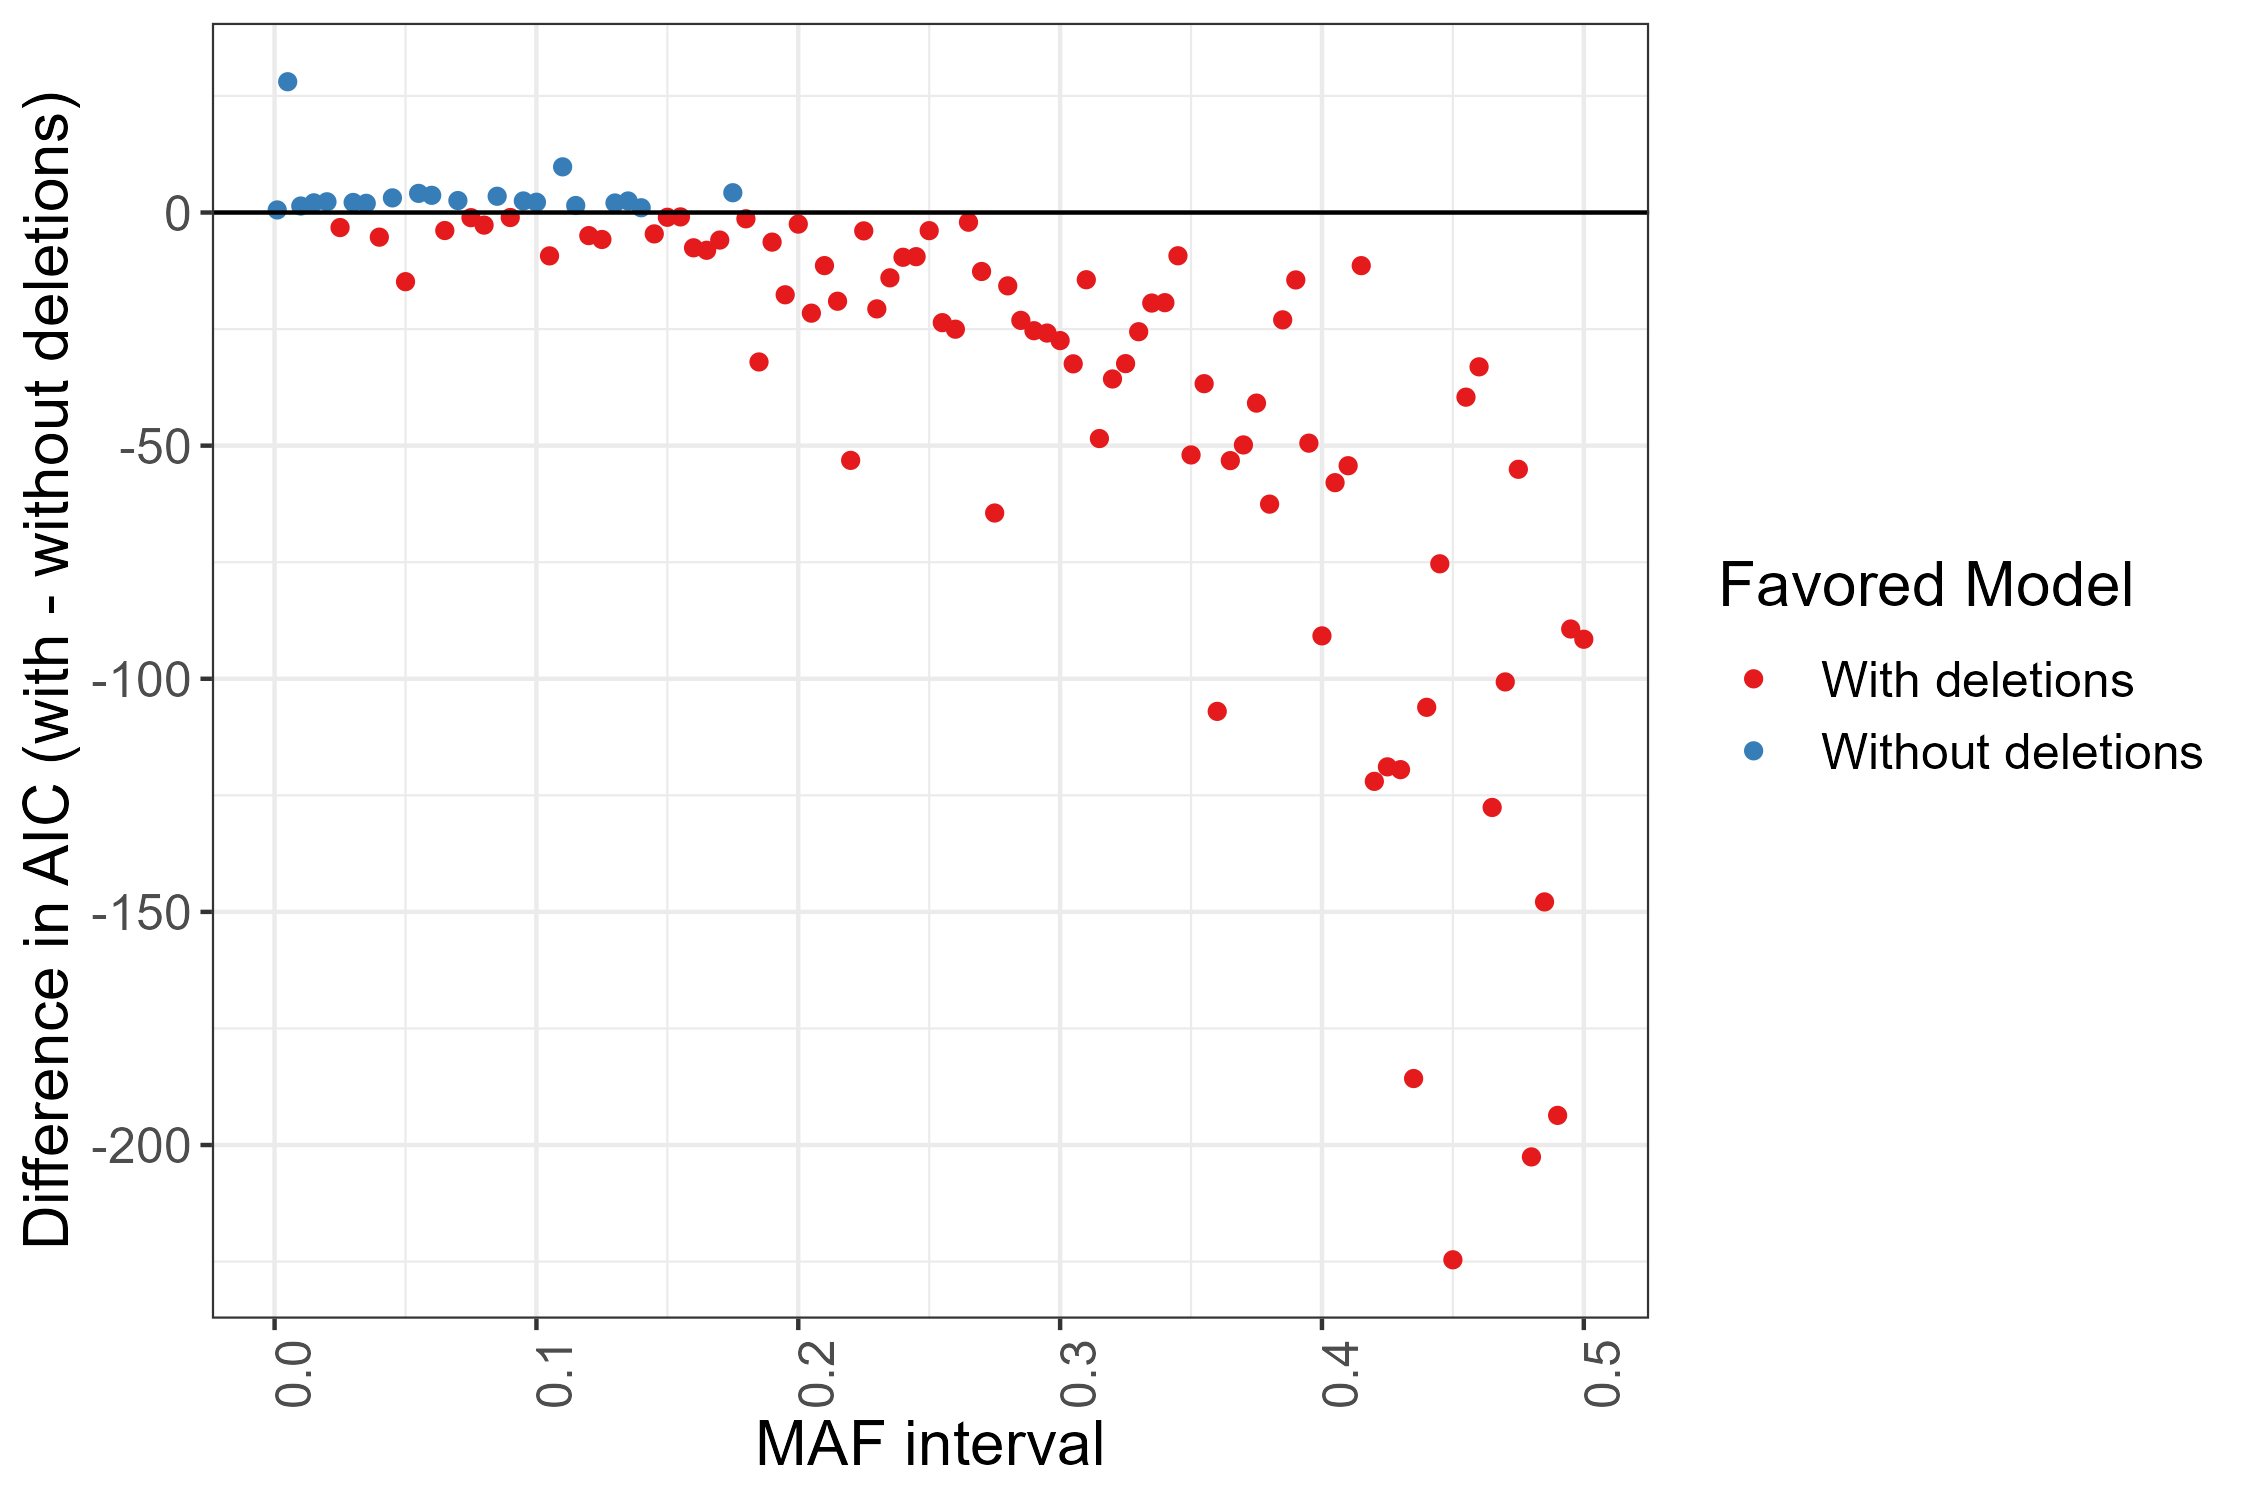 Difference in AIC (with - without deletions)
0
-50
-100
-150
-200
0.0
0.1
0.2
0.3
0.4
0.5
MAF interval
Favored Model
With deletions
Without deletions